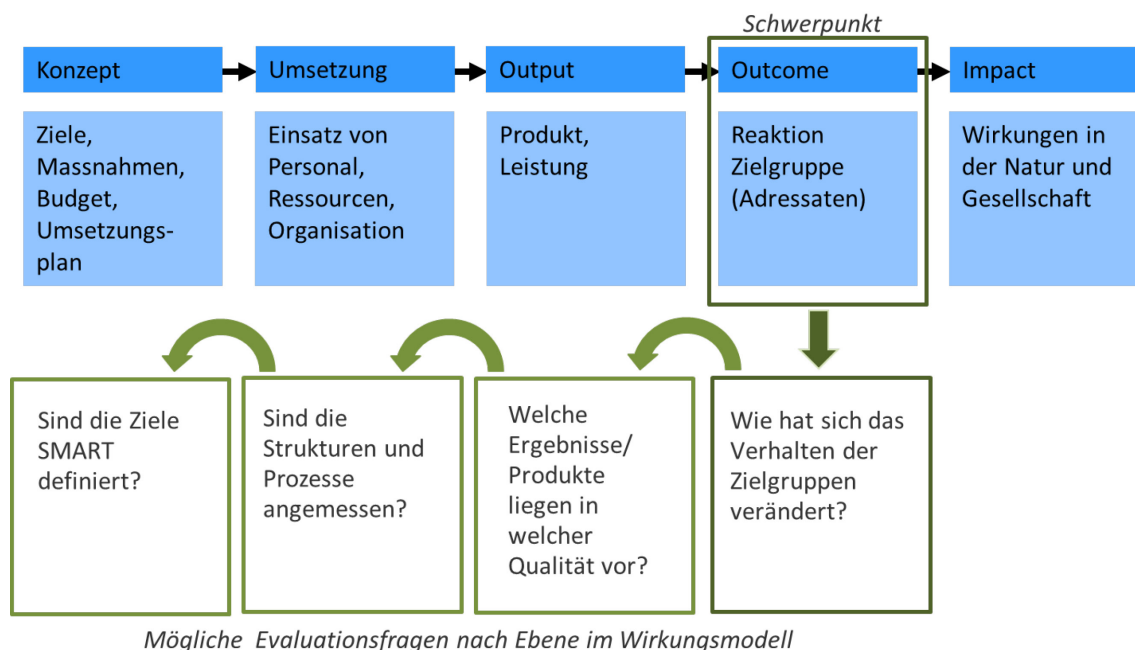 Schwerpunkt
Konzept
Umsetzung
Output
Outcome
Impact
Ziele,
Massnahmen,
Budget,
Umsetzungs-
plan
Einsatz von
Personal,
Ressourcen,
Organisation
Produkt,
Leistung
Reaktion
Zielgruppe
(Adressaten)
Wirkungen in
der Natur und
Gesellschaft
Sind die Ziele
SMART
definiert?
Sind die
Strukturen und
Prozesse
angemessen?
Welche
Ergebnisse/
Produkte
liegen in
welcher
Qualität vor?
Wie hat sich das
Verhalten der
Zielgruppen
verändert?
Mögliche Evaluationsfragen nach Ebene im Wirkungsmodell